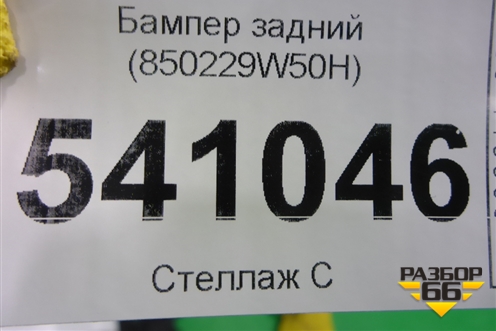 Бампер задний
(850229W50H)
541046
Стеллаж С
РАЗБОР
66